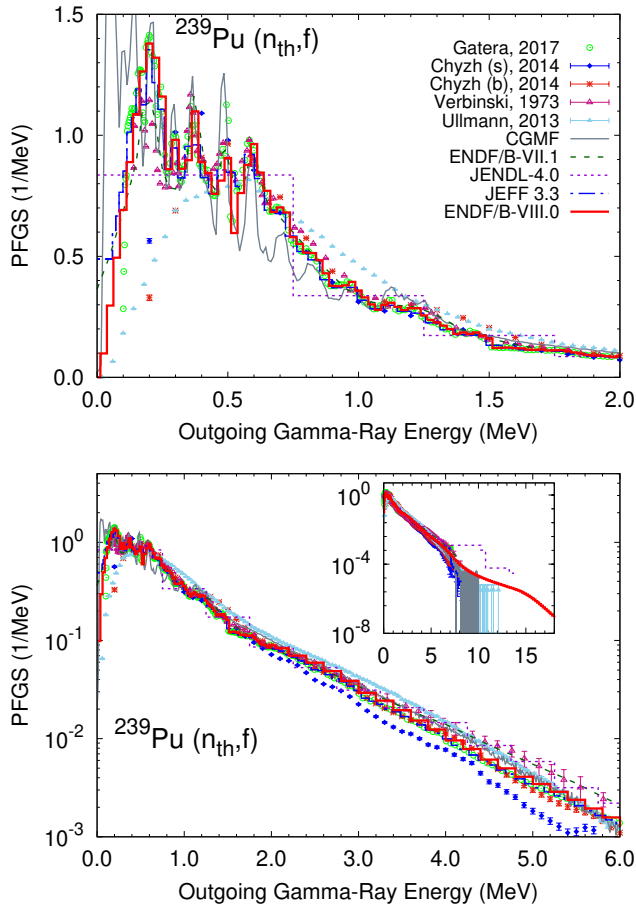 ²³⁹Pu (nₜₕ,f)
Gatera, 2017
Chyzh (s), 2014
Chyzh (b), 2014
Verbinski, 1973
Ullmann, 2013
CGMF
ENDF/B-VII.1
JENDL-4.0
JEFF 3.3
ENDF/B-VIII.0
PFGS (1/MeV)
1.5
1.0
0.5
0.0
0.0 0.5 1.0 1.5 2.0
Outgoing Gamma-Ray Energy (MeV)
PFGS (1/MeV)
10⁰
10⁻¹
10⁻²
10⁻³
10⁰
10⁻⁴
10⁻⁸
0 5 10 15
²³⁹Pu (nₜₕ,f)
0.0 1.0 2.0 3.0 4.0 5.0 6.0
Outgoing Gamma-Ray Energy (MeV)